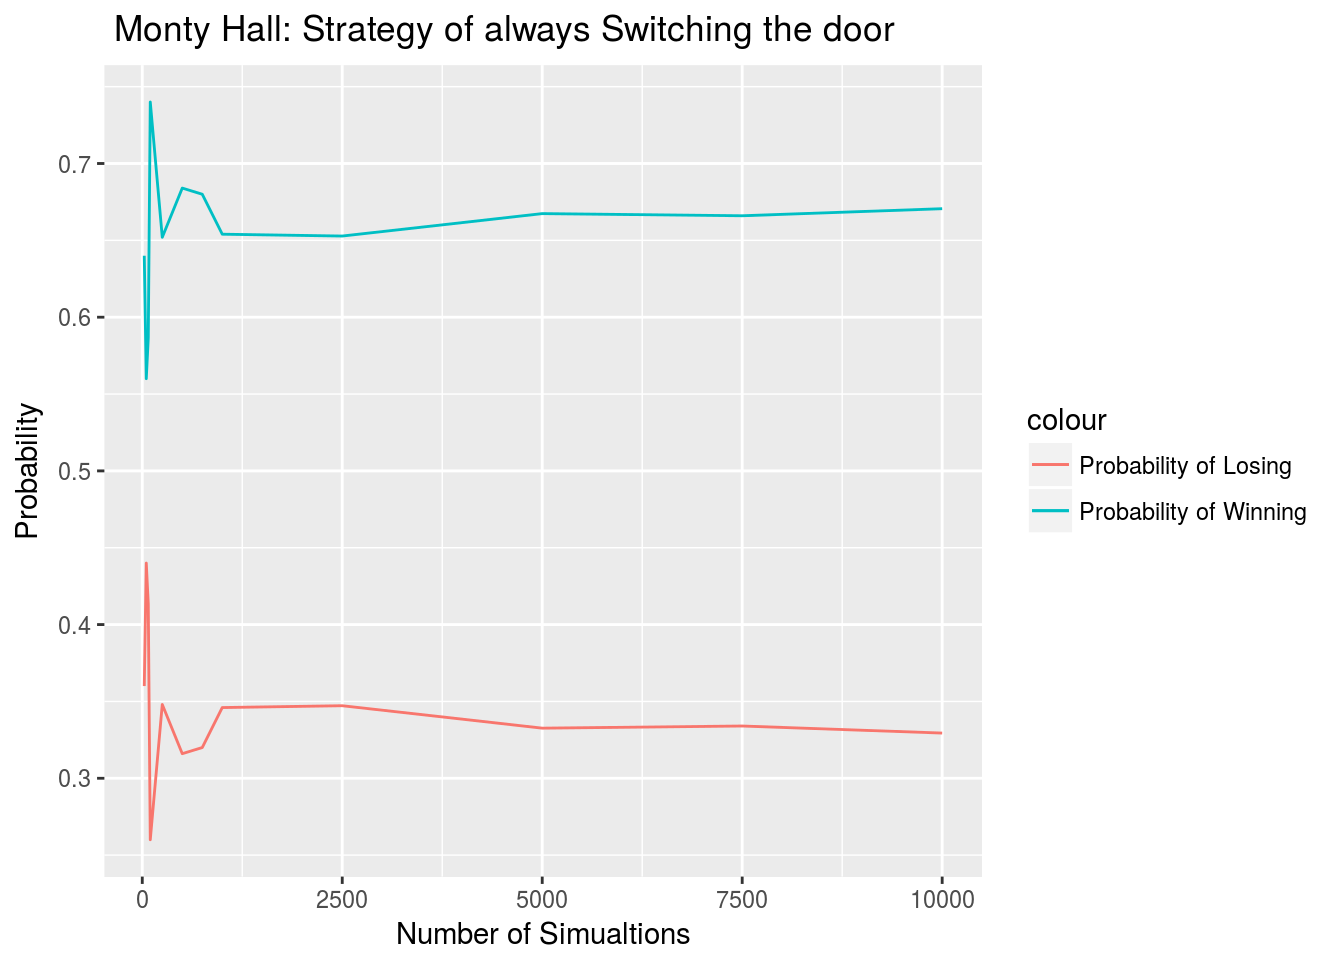 Monty Hall: Strategy of always Switching the door
0.7
0.6
0.5
0.4
0.3
Probability
0 2500 5000 7500 10000
Number of Simualtions
colour
Probability of Losing
Probability of Winning